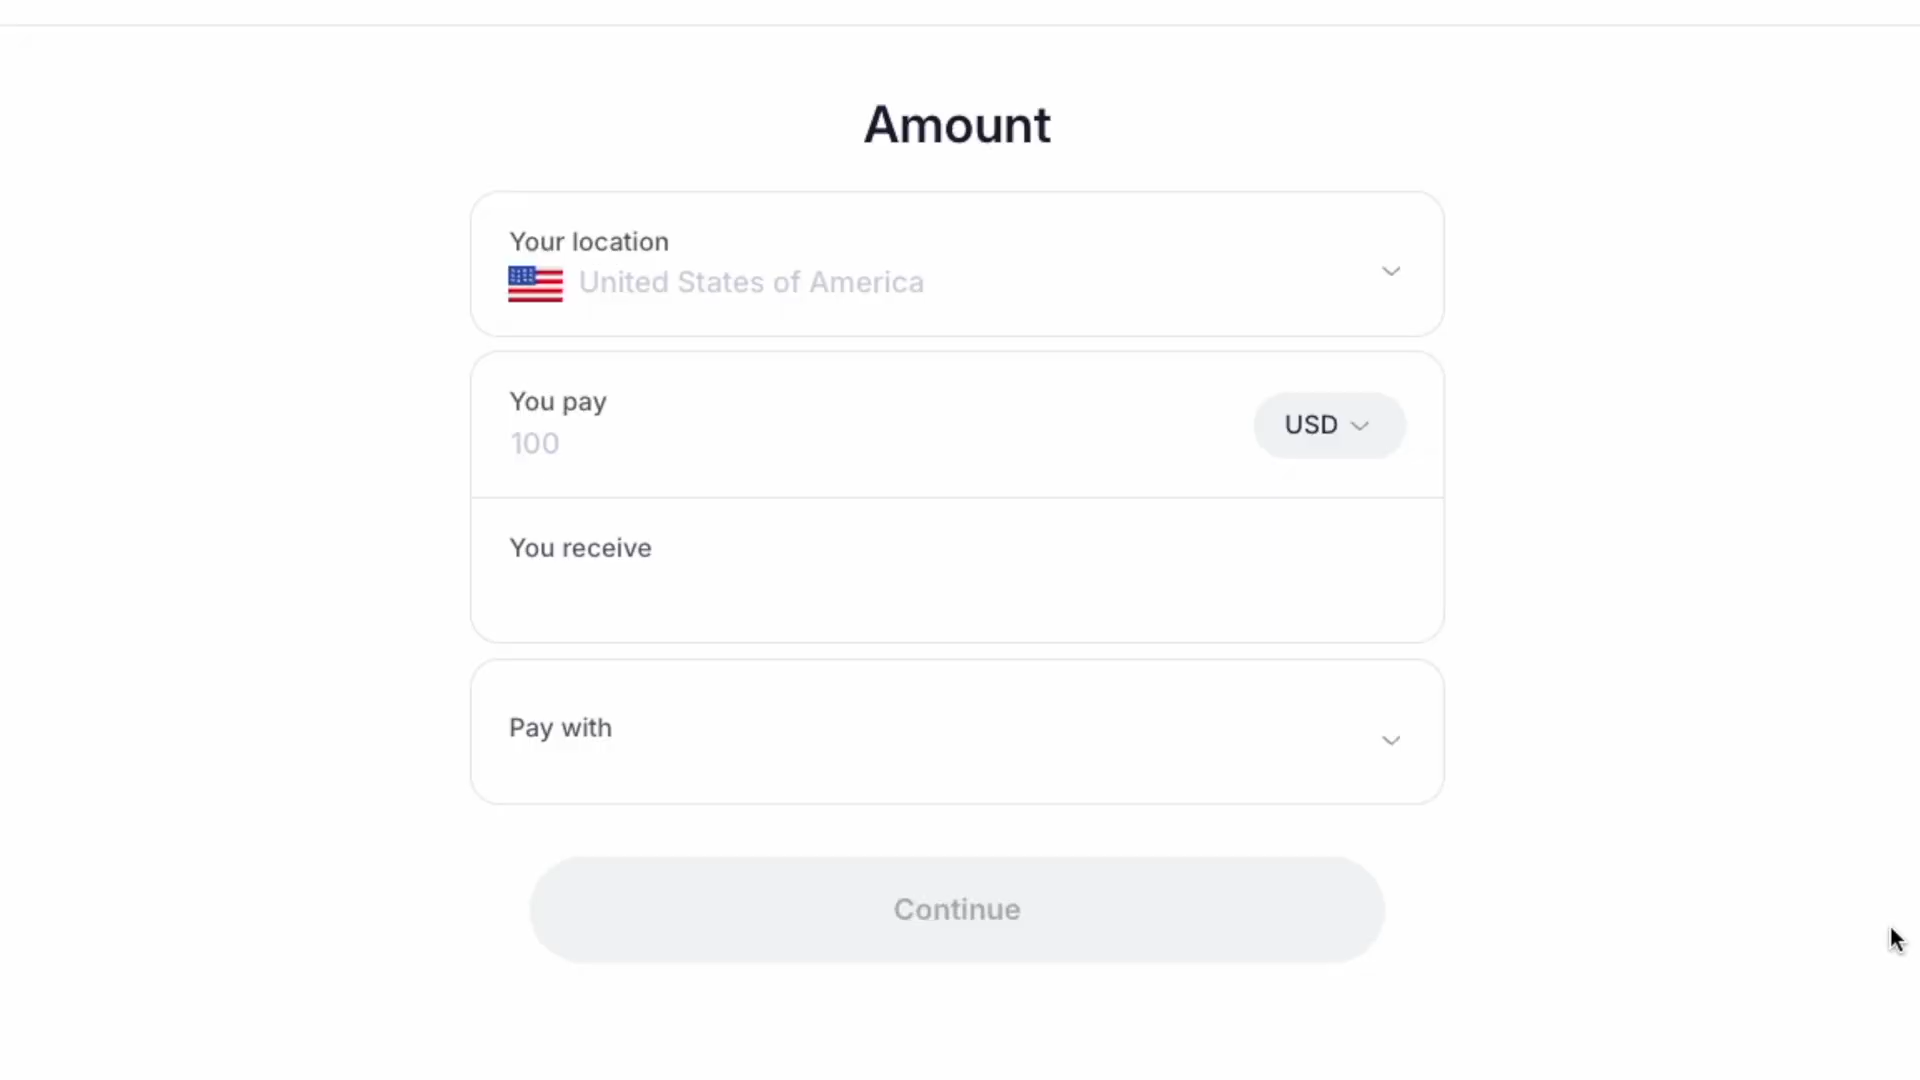 Amount
Your location
United States of America
You pay
100
USD
You receive
Pay with
Continue